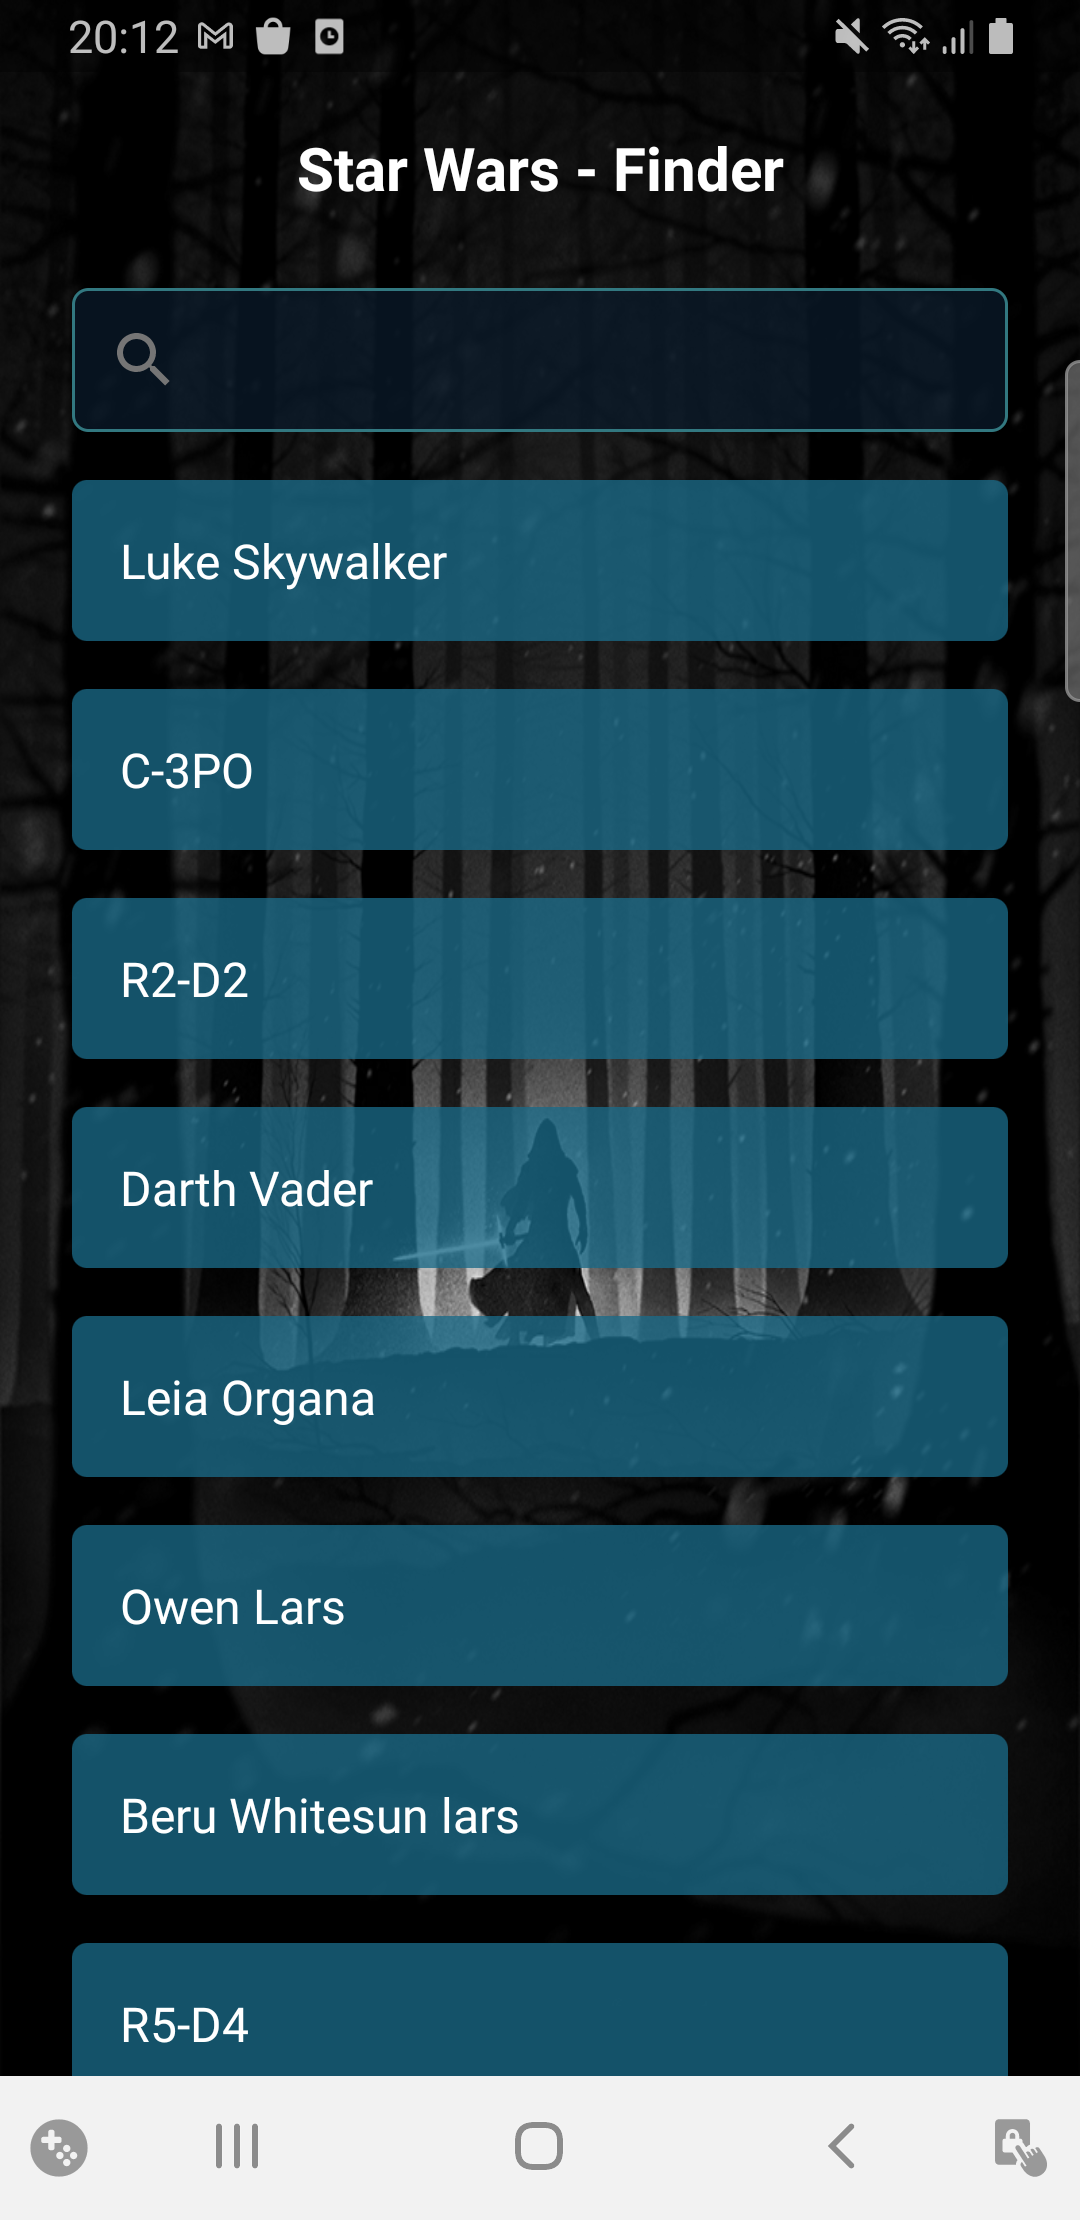 20:12
Star Wars - Finder
Luke Skywalker
C-3PO
R2-D2
Darth Vader
Leia Organa
Owen Lars
Beru Whitesun lars
R5-D4